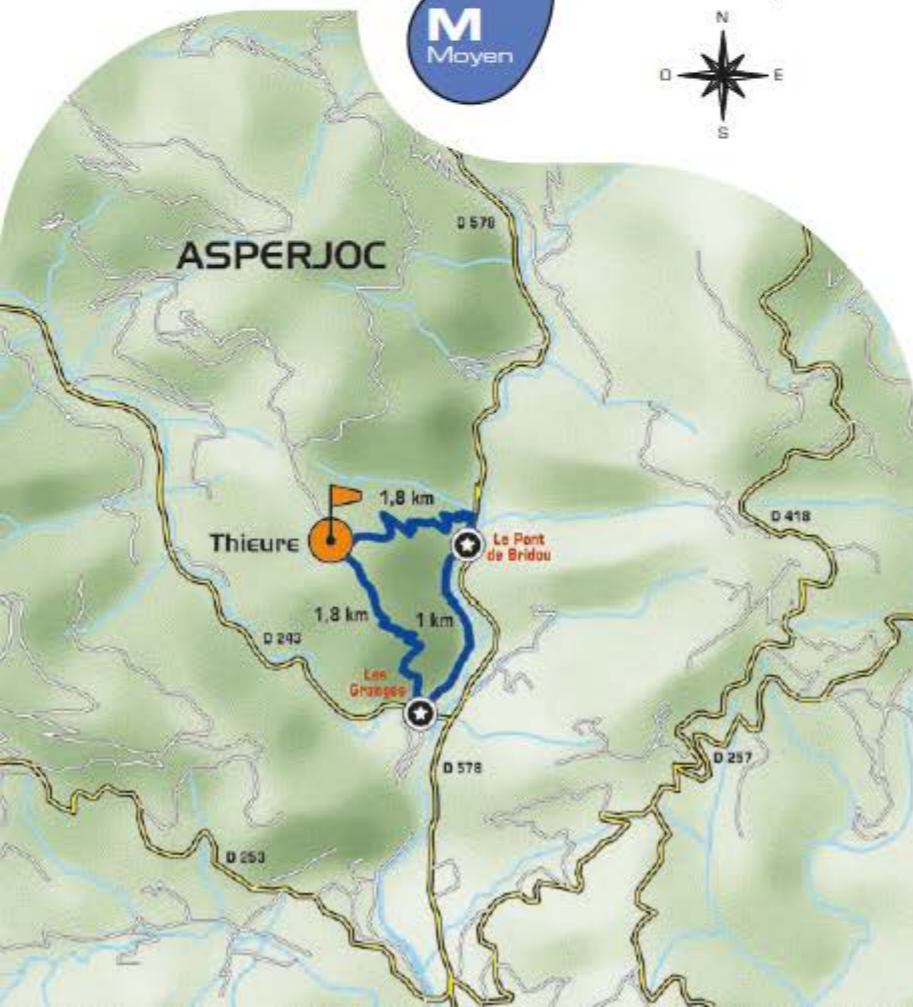 M
Moyen
N
O
E
S
D 578
ASPERJOC
1,8 km
Thieure
Le Pont
de Bridou
D 418
1,8 km
1 km
D 243
Les
Granges
D 578
D 257
D 253